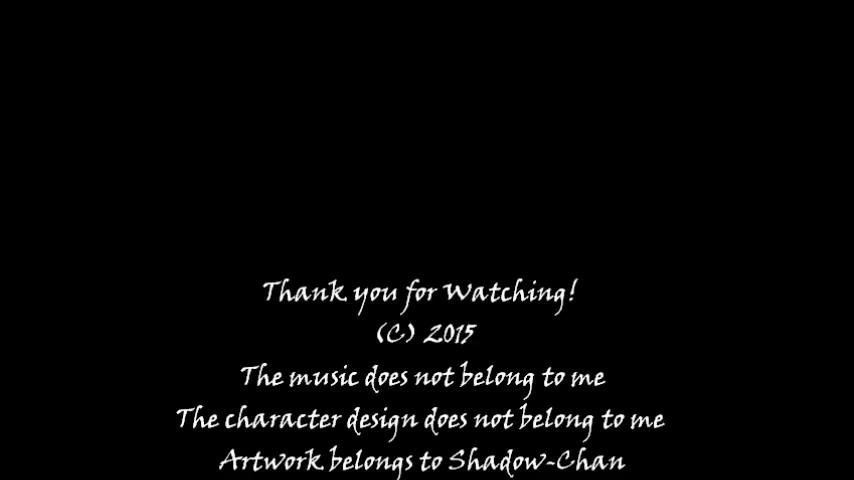 Thank you for Watching!
(C) 2015
The music does not belong to me
The character design does not belong to me
Artwork belongs to Shadow-Chan